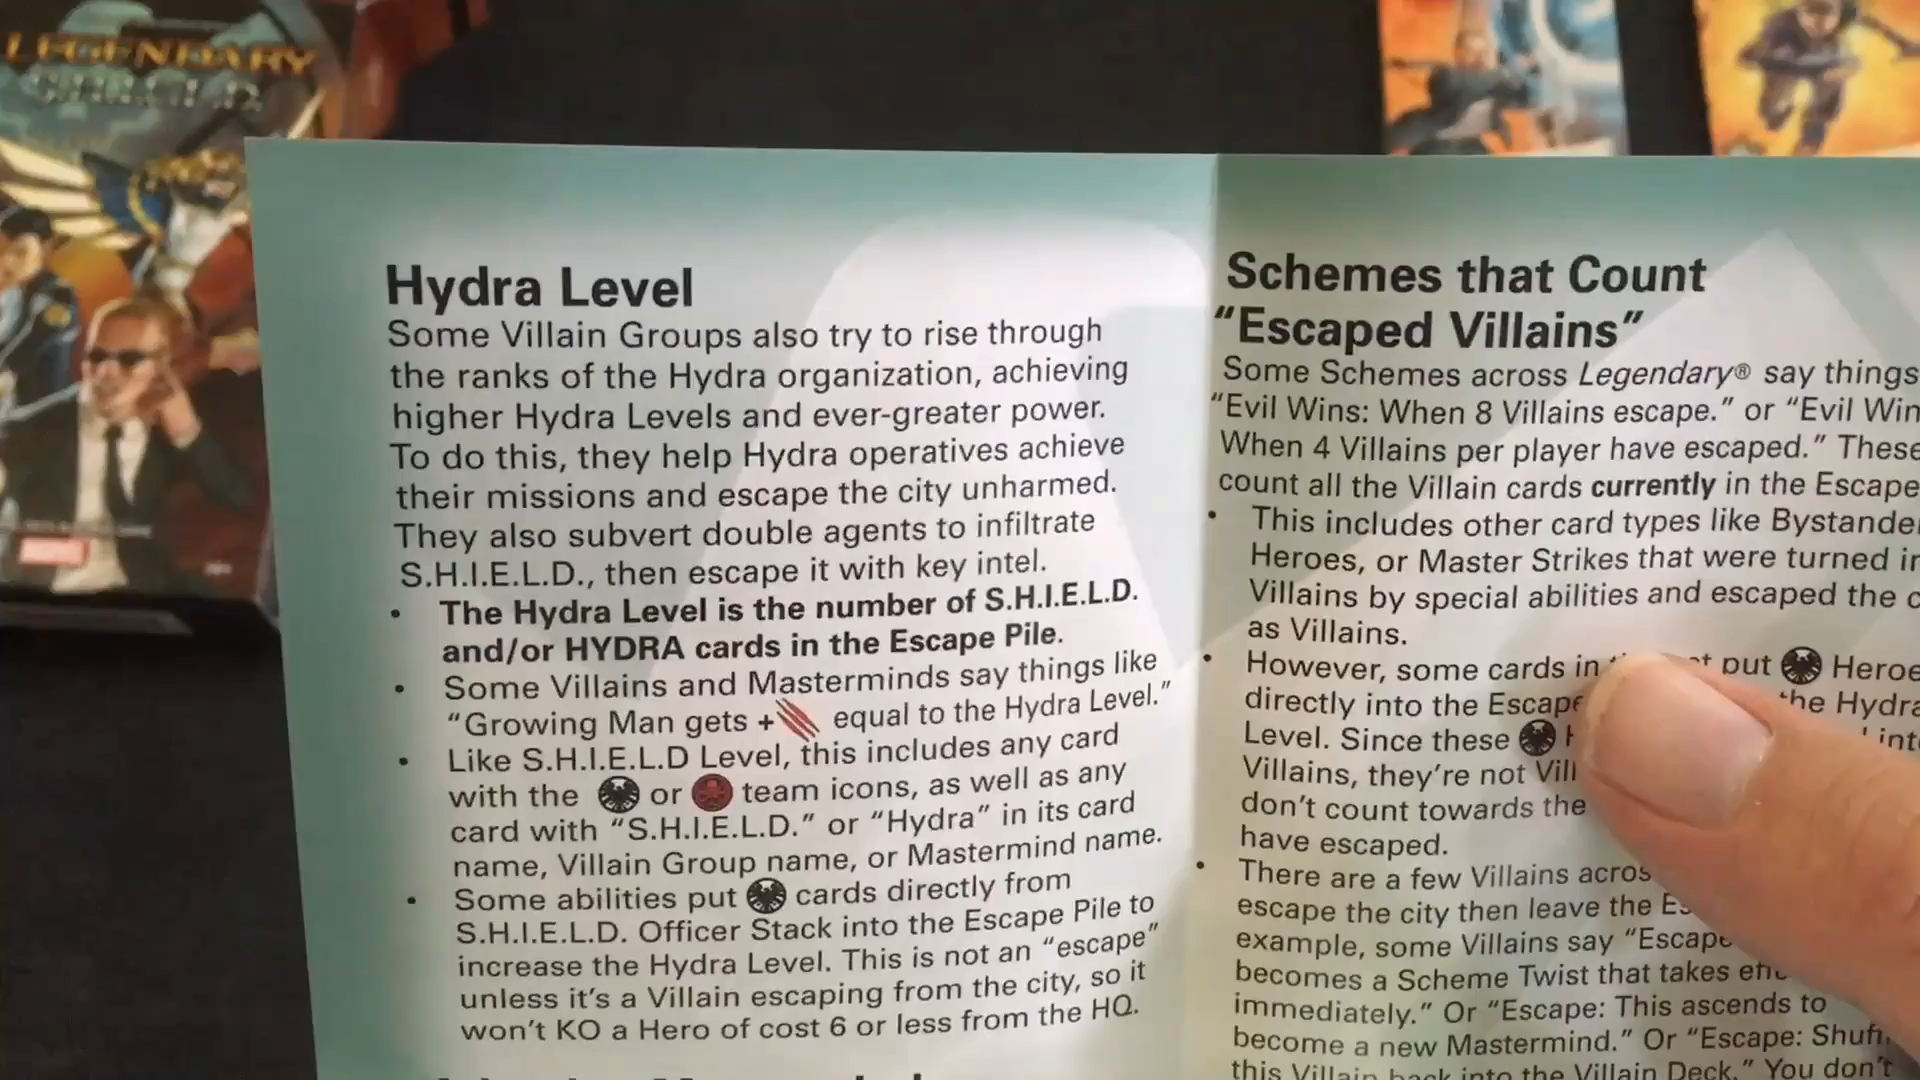 LEGENDARY
S.H.I.E.L.D.
MARVEL
Hydra Level
Some Villain Groups also try to rise through
the ranks of the Hydra organization, achieving
higher Hydra Levels and ever-greater power.
To do this, they help Hydra operatives achieve
their missions and escape the city unharmed.
They also subvert double agents to infiltrate
S.H.I.E.L.D., then escape it with key intel.
• The Hydra Level is the number of S.H.I.E.L.D.
and/or HYDRA cards in the Escape Pile.
• Some Villains and Masterminds say things like
“Growing Man gets + equal to the Hydra Level.”
• Like S.H.I.E.L.D Level, this includes any card
with the or team icons, as well as any
card with “S.H.I.E.L.D.” or “Hydra” in its card
name, Villain Group name, or Mastermind name.
• Some abilities put cards directly from
S.H.I.E.L.D. Officer Stack into the Escape Pile to
increase the Hydra Level. This is not an “escape”
unless it’s a Villain escaping from the city, so it
won’t KO a Hero of cost 6 or less from the HQ.
Schemes that Count
“Escaped Villains”
Some Schemes across Legendary® say things
“Evil Wins: When 8 Villains escape.” or “Evil Win
When 4 Villains per player have escaped.” These
count all the Villain cards currently in the Escape
• This includes other card types like Bystande
Heroes, or Master Strikes that were turned in
Villains by special abilities and escaped the c
as Villains.
• However, some cards in put Heroe
directly into the Escape the Hydra
Level. Since these
Villains, they’re not Vill
don’t count towards the
have escaped.
• There are a few Villains acros
escape the city then leave the
example, some Villains say “Escape
becomes a Scheme Twist that takes
immediately.” Or “Escape: This ascends to
become a new Mastermind.” Or “Escape: Shuff
this Villain back into the Villain Deck.” You don’t